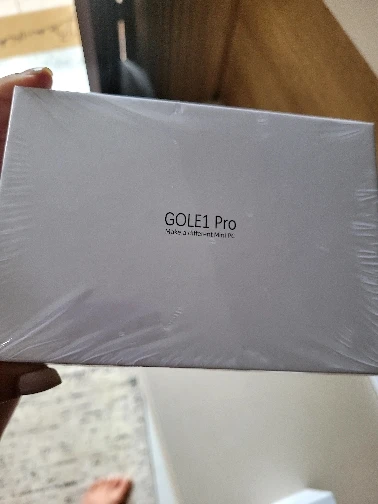 GOLE1 Pro
Make a different Mini Pc